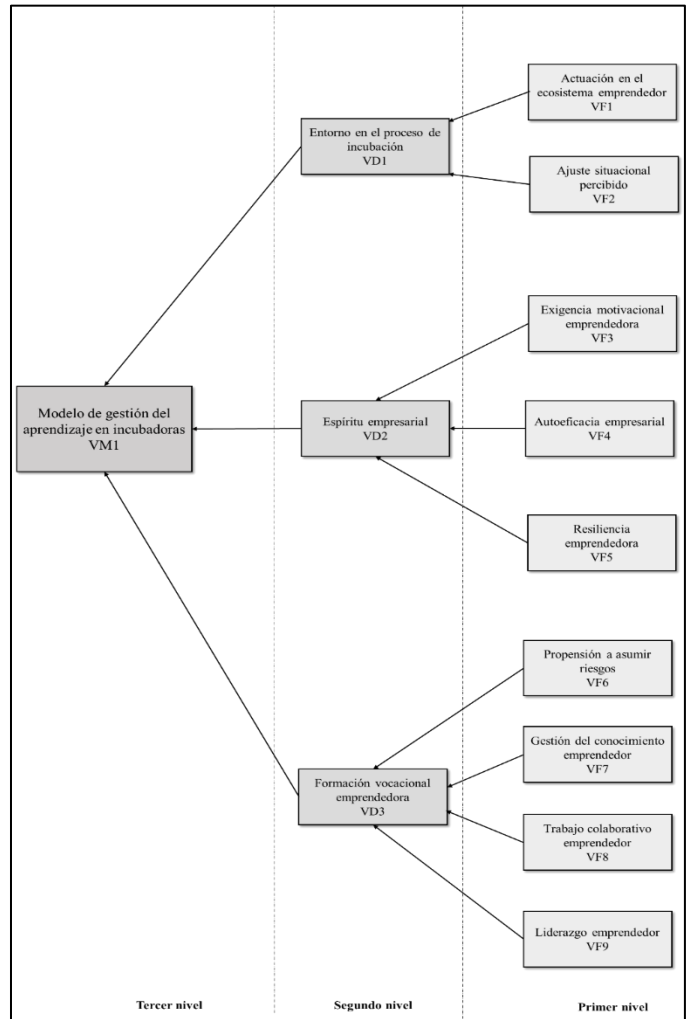 Actuación en el
ecosistema emprendedor
VF1
Entorno en el proceso de
incubación
VD1
Ajuste situacional
percibido
VF2
Exigencia motivacional
emprendedora
VF3
Modelo de gestión del
aprendizaje en incubadoras
VM1
Espíritu empresarial
VD2
Autoeficacia empresarial
VF4
Resiliencia
emprendedora
VF5
Propensión a asumir
riesgos
VF6
Gestión del conocimiento
emprendedor
VF7
Formación vocacional
emprendedora
VD3
Trabajo colaborativo
emprendedor
VF8
Liderazgo emprendedor
VF9
Tercer nivel
Segundo nivel
Primer nivel